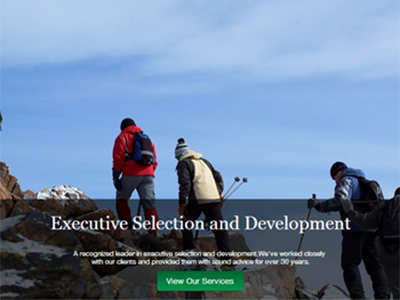 Executive Selection and Development
A recognized leader in executive selection and development.We've worked closely
with our clients and provided them with sound advice for over 30 years.
View Our Services